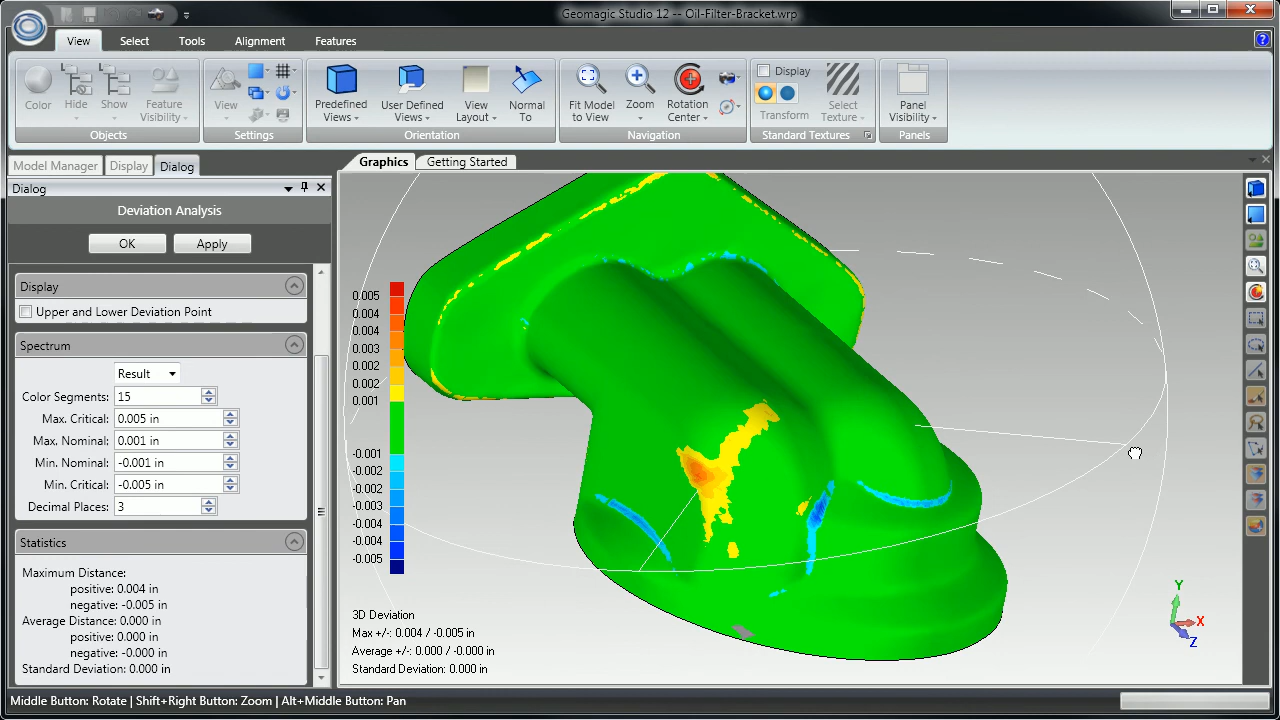 Geomagic Studio 12 -- Oil-Filter-Bracket.wrp
View Select Tools Alignment Features
Color Hide Show Feature Visibility
Objects
View
Settings
Predefined Views User Defined Views View Layout Normal To
Orientation
Fit Model to View Zoom Rotation Center
Navigation
Display
Transform
Select Texture
Standard Textures
Panel Visibility
Panels
Model Manager Display Dialog
Graphics Getting Started
Dialog
Deviation Analysis
OK Apply
Display
Upper and Lower Deviation Point
Spectrum
Result
Color Segments: 15
Max. Critical: 0.005 in
Max. Nominal: 0.001 in
Min. Nominal: -0.001 in
Min. Critical: -0.005 in
Decimal Places: 3
Statistics
Maximum Distance:
positive: 0.004 in
negative: -0.005 in
Average Distance: 0.000 in
positive: 0.000 in
negative: -0.000 in
Standard Deviation: 0.000 in
0.005
0.004
0.004
0.003
0.002
0.002
0.001
-0.001
-0.002
-0.002
-0.003
-0.004
-0.004
-0.005
3D Deviation
Max +/-: 0.004 / -0.005 in
Average +/-: 0.000 / -0.000 in
Standard Deviation: 0.000 in
Y
X
Z
Middle Button: Rotate | Shift+Right Button: Zoom | Alt+Middle Button: Pan